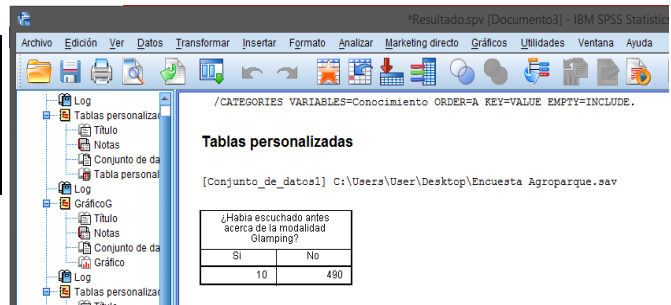 *Resultado.spv [Documento3] - IBM SPSS Statistics
Archivo Edición Ver Datos Transformar Insertar Formato Analizar Marketing directo Gráficos Utilidades Ventana Ayuda
Log
Tablas personalizad
Título
Notas
Conjunto de da
Tabla personal
Log
GráficoG
Título
Notas
Conjunto de da
Gráfico
Log
Tablas personalizad
/CATEGORIES VARIABLES=Conocimiento ORDER=A KEY=VALUE EMPTY=INCLUDE.
Tablas personalizadas
[Conjunto_de_datos1] C:\Users\User\Desktop\Encuesta Agroparque.sav
¿Habia escuchado antes
acerca de la modalidad
Glamping?
Si No
10 490